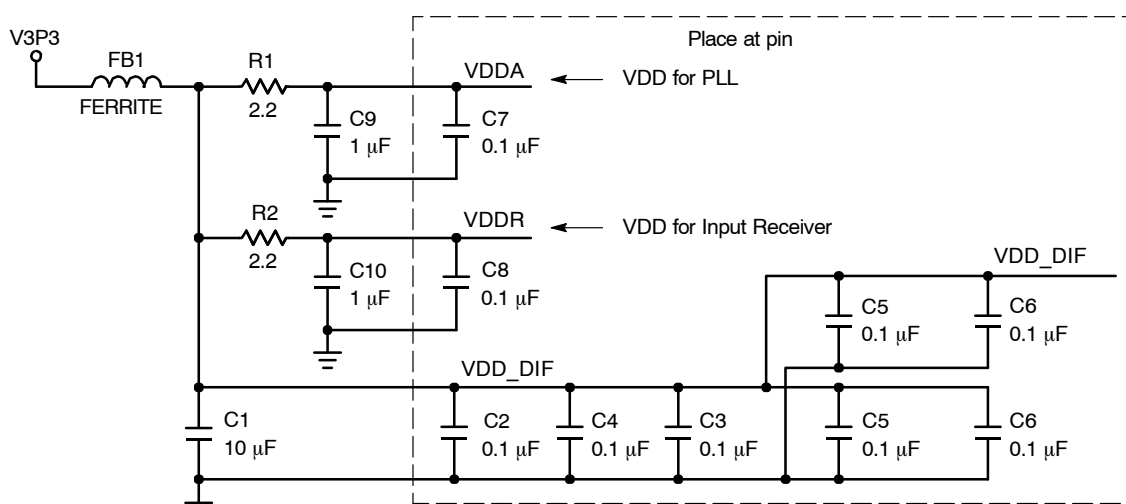 Place at pin
V3P3
FB1
FERRITE
R1
2.2
VDDA
VDD for PLL
C9
1 μF
C7
0.1 μF
R2
2.2
VDDR
VDD for Input Receiver
C10
1 μF
C8
0.1 μF
VDD_DIF
C5
0.1 μF
C6
0.1 μF
VDD_DIF
C1
10 μF
C2
0.1 μF
C4
0.1 μF
C3
0.1 μF
C5
0.1 μF
C6
0.1 μF